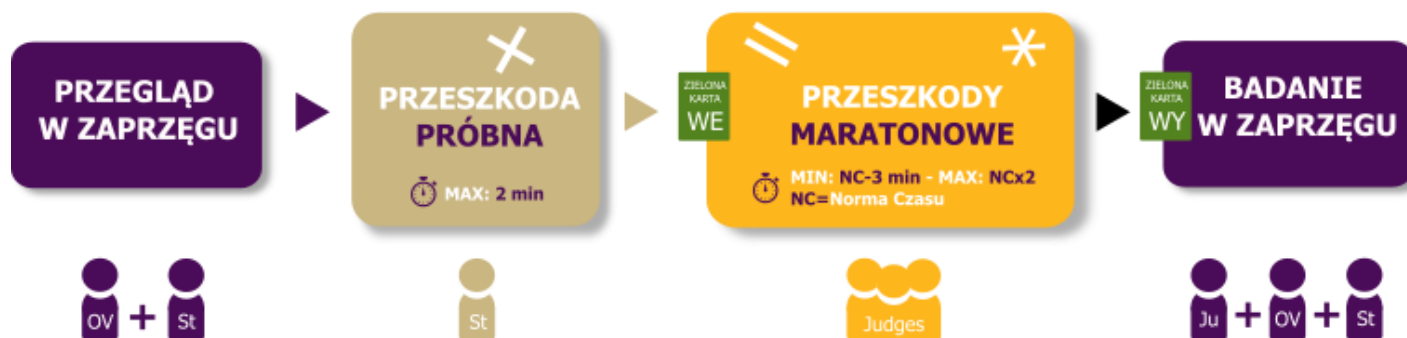 PRZEGLĄD
W ZAPRZĘGU
PRZESZKODA
PRÓBNA
MAX: 2 min
ZIELONA
KARTA
WE
PRZESZKODY
MARATONOWE
MIN: NC-3 min - MAX: NCx2
NC=Norma Czasu
ZIELONA
KARTA
WY
BADANIE
W ZAPRZĘGU
OV + St
St
Judges
Ju + OV + St